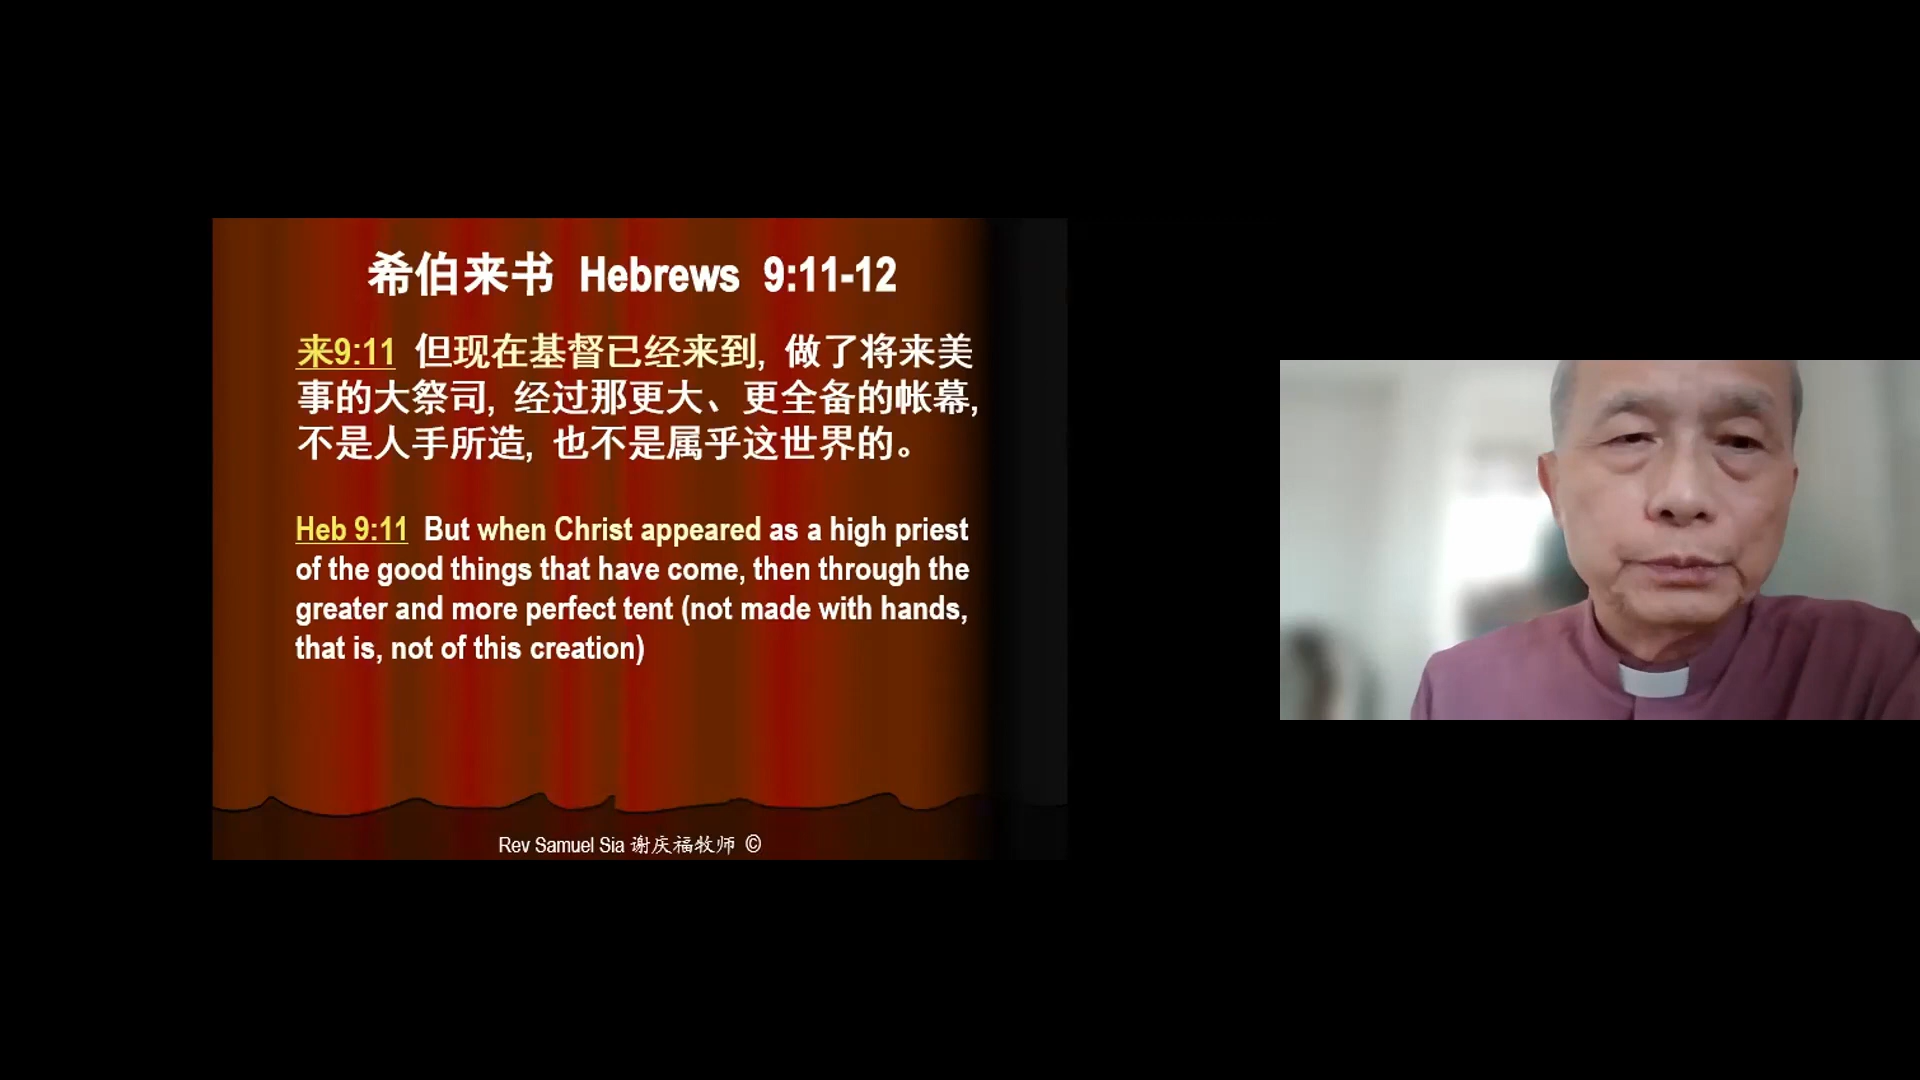 希伯来书 Hebrews 9:11-12
来9:11 但现在基督已经来到, 做了将来美
事的大祭司, 经过那更大、更全备的帐幕,
不是人手所造, 也不是属乎这世界的。
Heb 9:11 But when Christ appeared as a high priest
of the good things that have come, then through the
greater and more perfect tent (not made with hands,
that is, not of this creation)
Rev Samuel Sia 谢庆福牧师 ©